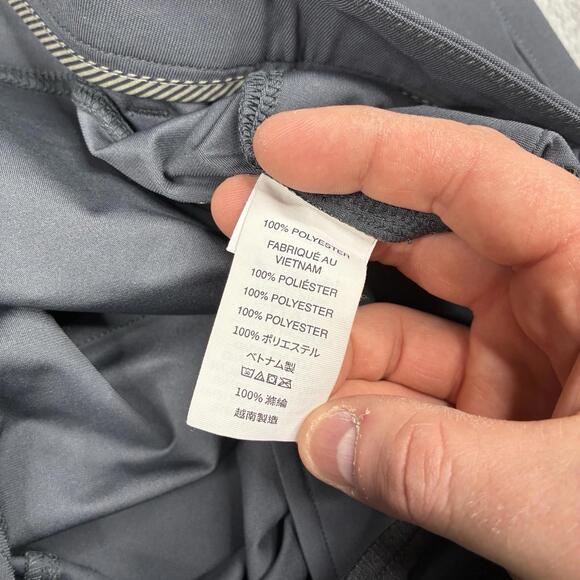 100% POLYESTER
FABRIQUÉ AU
VIETNAM
100% POLIÉSTER
100% POLYESTER
100% POLYESTER
100% ポリエステル
ベトナム製
100% 滌綸
越南製造